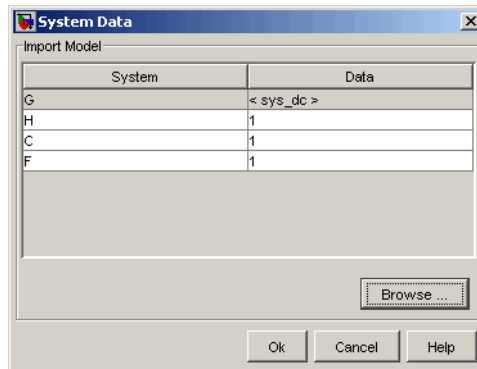 System Data
Import Model
System Data
G < sys_dc >
H 1
C 1
F 1
Browse ...
Ok Cancel Help